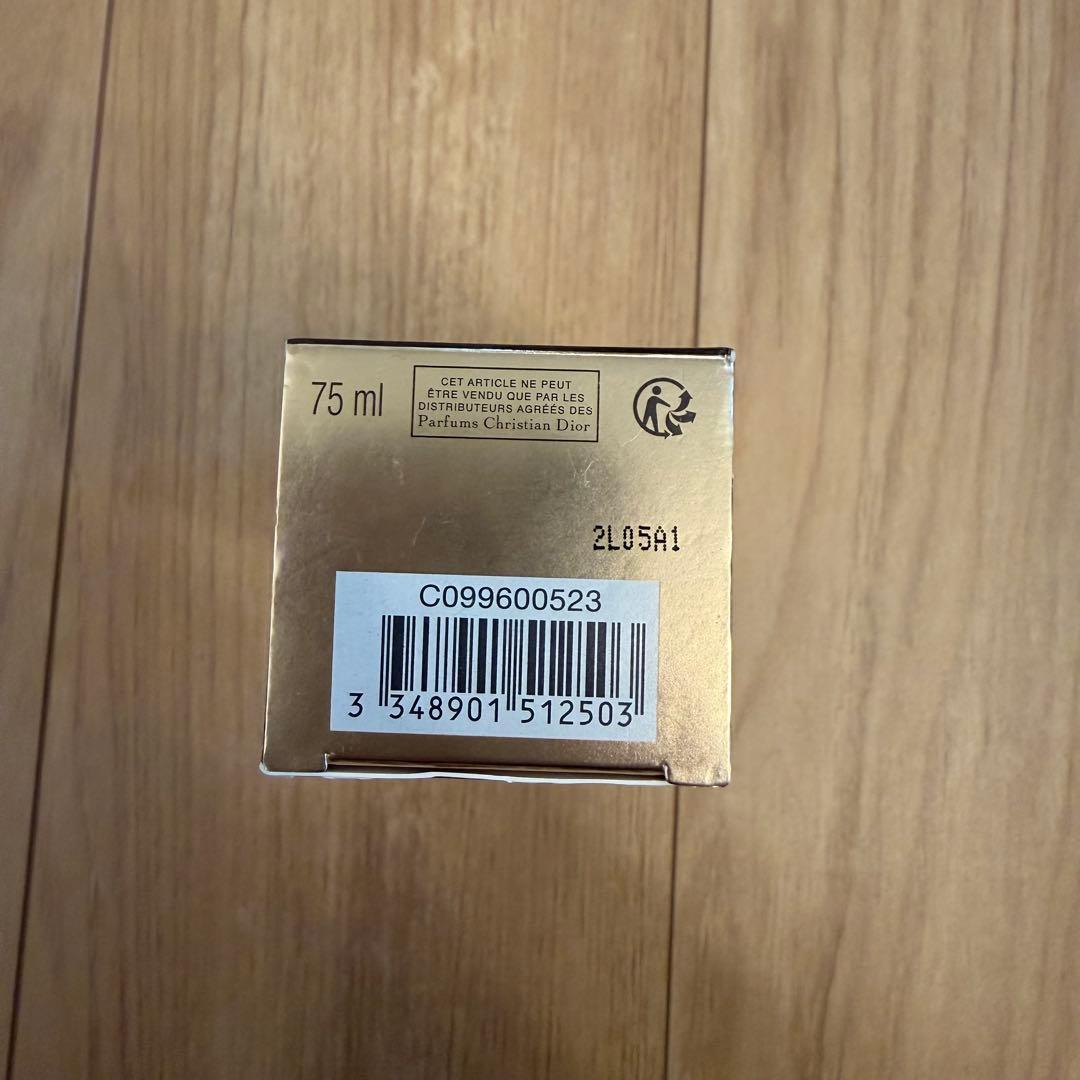 75 ml
CET ARTICLE NE PEUT
ÊTRE VENDU QUE PAR LES
DISTRIBUTEURS AGRÉÉS DES
Parfums Christian Dior
2L05A1
C099600523
3 348901 512503